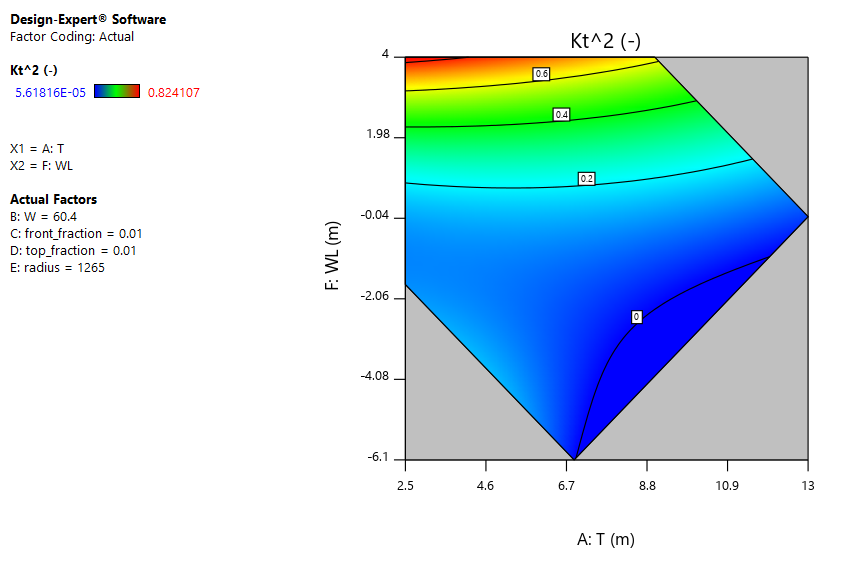 Design-Expert® Software
Factor Coding: Actual
Kt^2 (-)
5.61816E-05 0.824107
X1 = A: T
X2 = F: WL
Actual Factors
B: W = 60.4
C: front_fraction = 0.01
D: top_fraction = 0.01
E: radius = 1265
Kt^2 (-)
4
1.98
-0.04
-2.06
-4.08
-6.1
F: WL (m)
0.6
0.4
0.2
0
2.5 4.6 6.7 8.8 10.9 13
A: T (m)